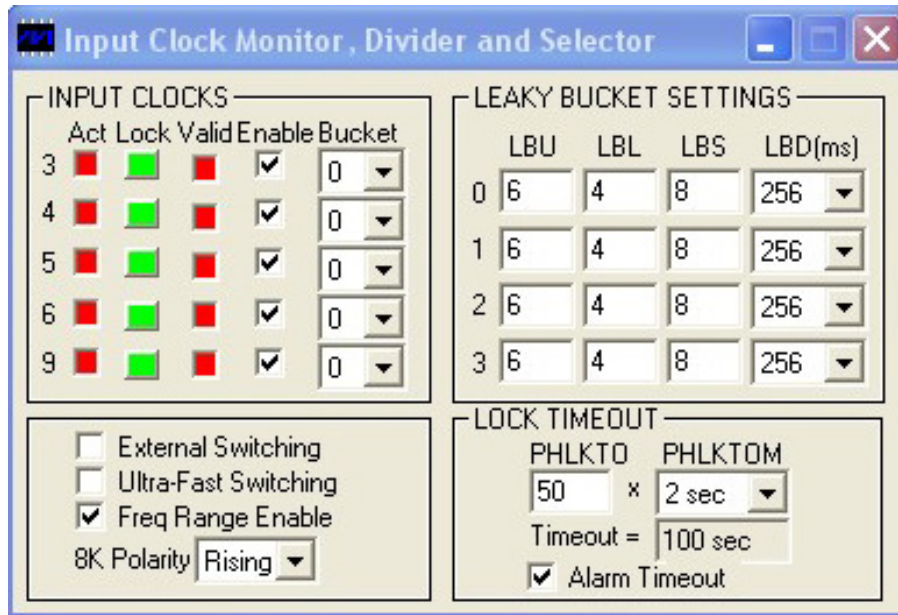 Input Clock Monitor, Divider and Selector
INPUT CLOCKS
Act Lock Valid Enable Bucket
3 0
4 0
5 0
6 0
9 0
LEAKY BUCKET SETTINGS
LBU LBL LBS LBD(ms)
0 6 4 8 256
1 6 4 8 256
2 6 4 8 256
3 6 4 8 256
External Switching
Ultra-Fast Switching
Freq Range Enable
8K Polarity Rising
LOCK TIMEOUT
PHLKTO PHLKTOM
50 x 2 sec
Timeout = 100 sec
Alarm Timeout